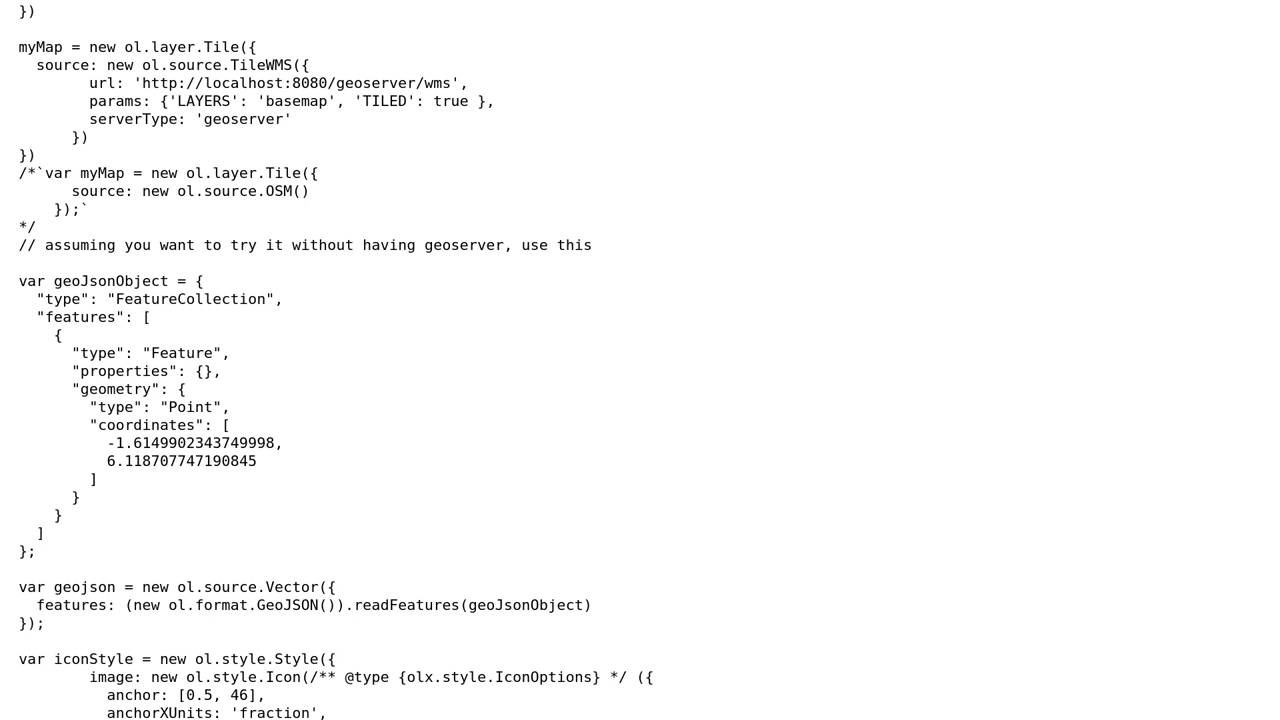 })

myMap = new ol.layer.Tile({
  source: new ol.source.TileWMS({
        url: 'http://localhost:8080/geoserver/wms',
        params: {'LAYERS': 'basemap', 'TILED': true },
        serverType: 'geoserver'
      })
})
/*`var myMap = new ol.layer.Tile({
      source: new ol.source.OSM()
    });`
*/
// assuming you want to try it without having geoserver, use this

var geoJsonObject = {
  "type": "FeatureCollection",
  "features": [
    {
      "type": "Feature",
      "properties": {},
      "geometry": {
        "type": "Point",
        "coordinates": [
          -1.6149902343749998,
          6.118707747190845
        ]
      }
    }
  ]
};

var geojson = new ol.source.Vector({
  features: (new ol.format.GeoJSON()).readFeatures(geoJsonObject)
});

var iconStyle = new ol.style.Style({
        image: new ol.style.Icon(/** @type {olx.style.IconOptions} */ ({
          anchor: [0.5, 46],
          anchorXUnits: 'fraction',